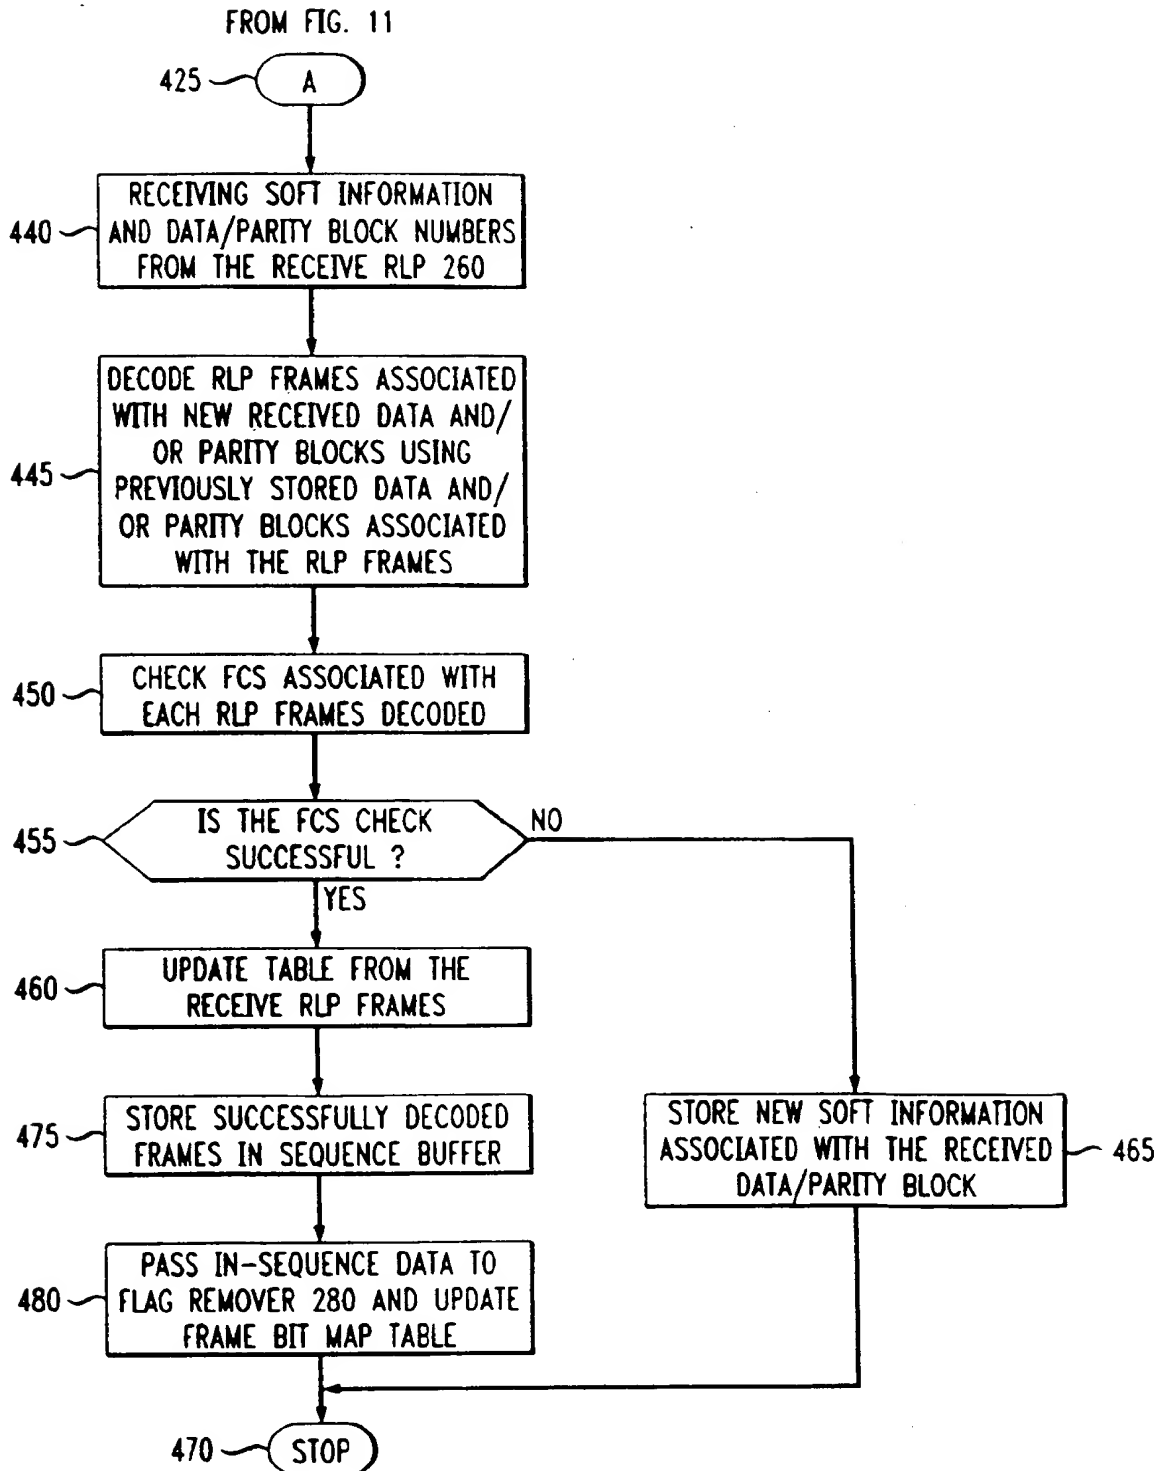 FROM FIG. 11
425
A
440
RECEIVING SOFT INFORMATION
AND DATA/PARITY BLOCK NUMBERS
FROM THE RECEIVE RLP 260
445
DECODE RLP FRAMES ASSOCIATED
WITH NEW RECEIVED DATA AND/
OR PARITY BLOCKS USING
PREVIOUSLY STORED DATA AND/
OR PARITY BLOCKS ASSOCIATED
WITH THE RLP FRAMES
450
CHECK FCS ASSOCIATED WITH
EACH RLP FRAMES DECODED
455
IS THE FCS CHECK
SUCCESSFUL ?
NO
YES
460
UPDATE TABLE FROM THE
RECEIVE RLP FRAMES
475
STORE SUCCESSFULLY DECODED
FRAMES IN SEQUENCE BUFFER
STORE NEW SOFT INFORMATION
ASSOCIATED WITH THE RECEIVED
DATA/PARITY BLOCK
465
480
PASS IN-SEQUENCE DATA TO
FLAG REMOVER 280 AND UPDATE
FRAME BIT MAP TABLE
470
STOP